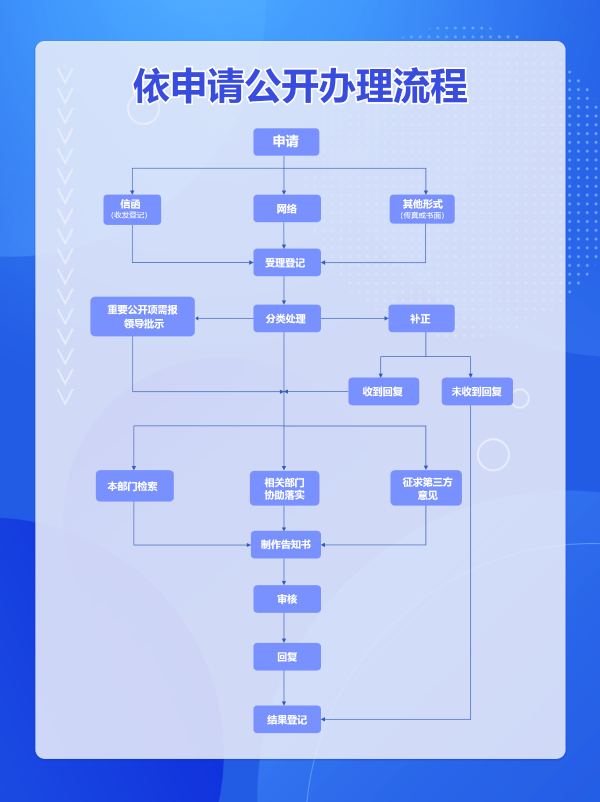 依申请公开办理流程
申请
信函
（收发登记）
网络
其他形式
（传真或书面）
受理登记
重要公开项需报
领导批示
分类处理
补正
收到回复
未收到回复
本部门检索
相关部门
协助落实
征求第三方
意见
制作告知书
审核
回复
结果登记